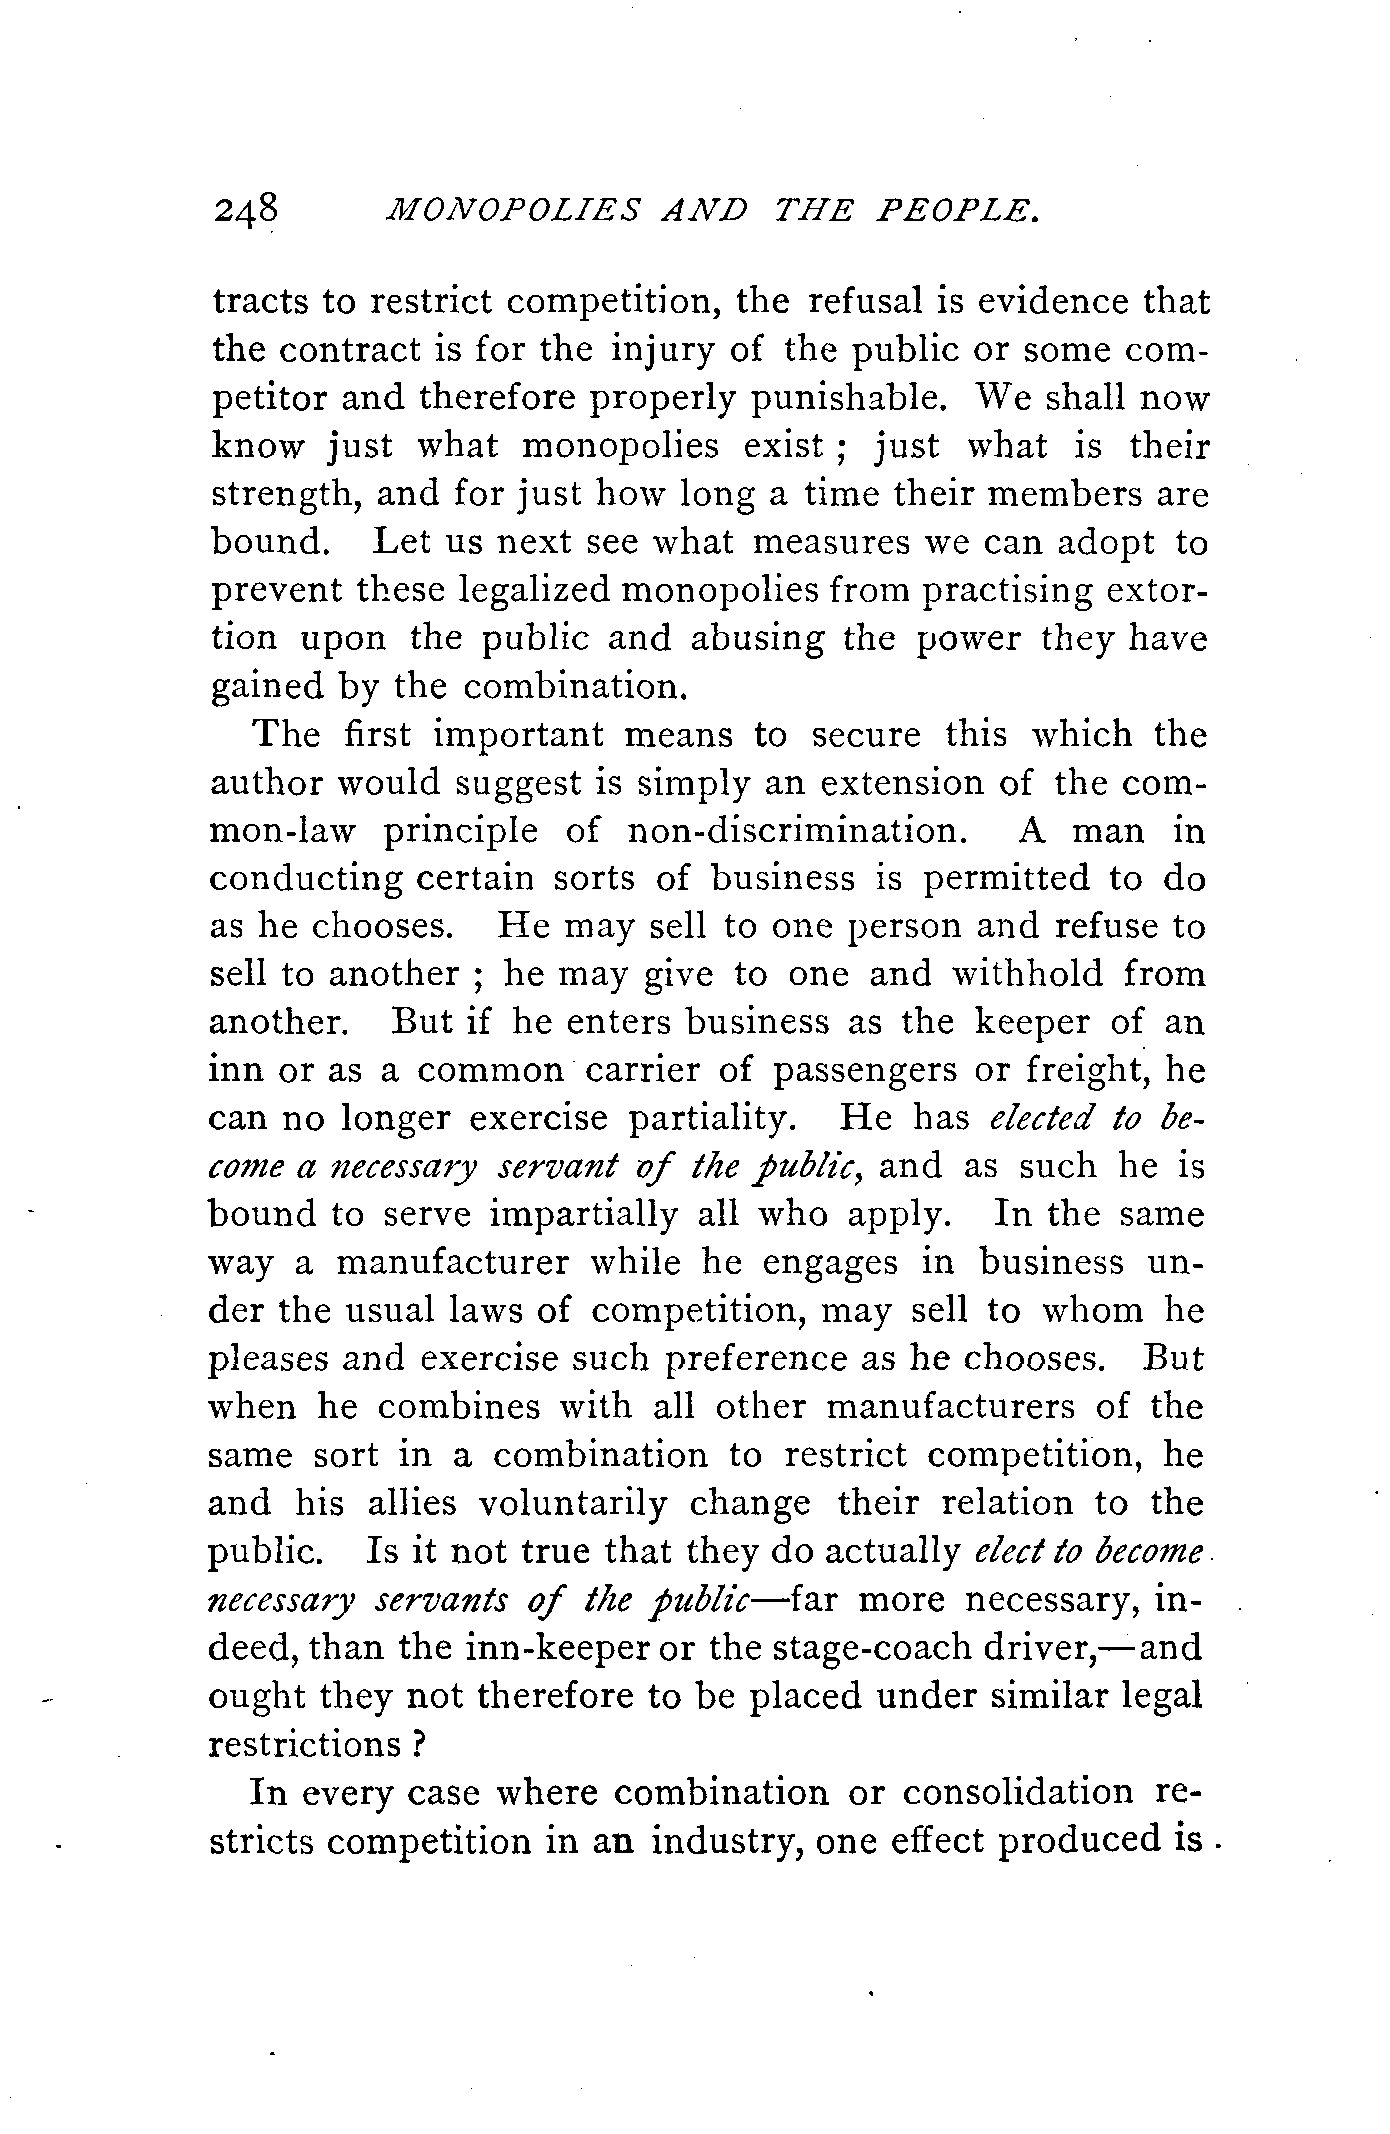 248 MONOPOLIES AND THE PEOPLE.
tracts to restrict competition, the refusal is evidence that
the contract is for the injury of the public or some com-
petitor and therefore properly punishable. We shall now
know just what monopolies exist ; just what is their
strength, and for just how long a time their members are
bound. Let us next see what measures we can adopt to
prevent these legalized monopolies from practising extor-
tion upon the public and abusing the power they have
gained by the combination.
The first important means to secure this which the
author would suggest is simply an extension of the com-
mon-law principle of non-discrimination. A man in
conducting certain sorts of business is permitted to do
as he chooses. He may sell to one person and refuse to
sell to another ; he may give to one and withhold from
another. But if he enters business as the keeper of an
inn or as a common carrier of passengers or freight, he
can no longer exercise partiality. He has elected to be-
come a necessary servant of the public, and as such he is
bound to serve impartially all who apply. In the same
way a manufacturer while he engages in business un-
der the usual laws of competition, may sell to whom he
pleases and exercise such preference as he chooses. But
when he combines with all other manufacturers of the
same sort in a combination to restrict competition, he
and his allies voluntarily change their relation to the
public. Is it not true that they do actually elect to become
necessary servants of the public—far more necessary, in-
deed, than the inn-keeper or the stage-coach driver,—and
ought they not therefore to be placed under similar legal
restrictions ?
In every case where combination or consolidation re-
stricts competition in an industry, one effect produced is